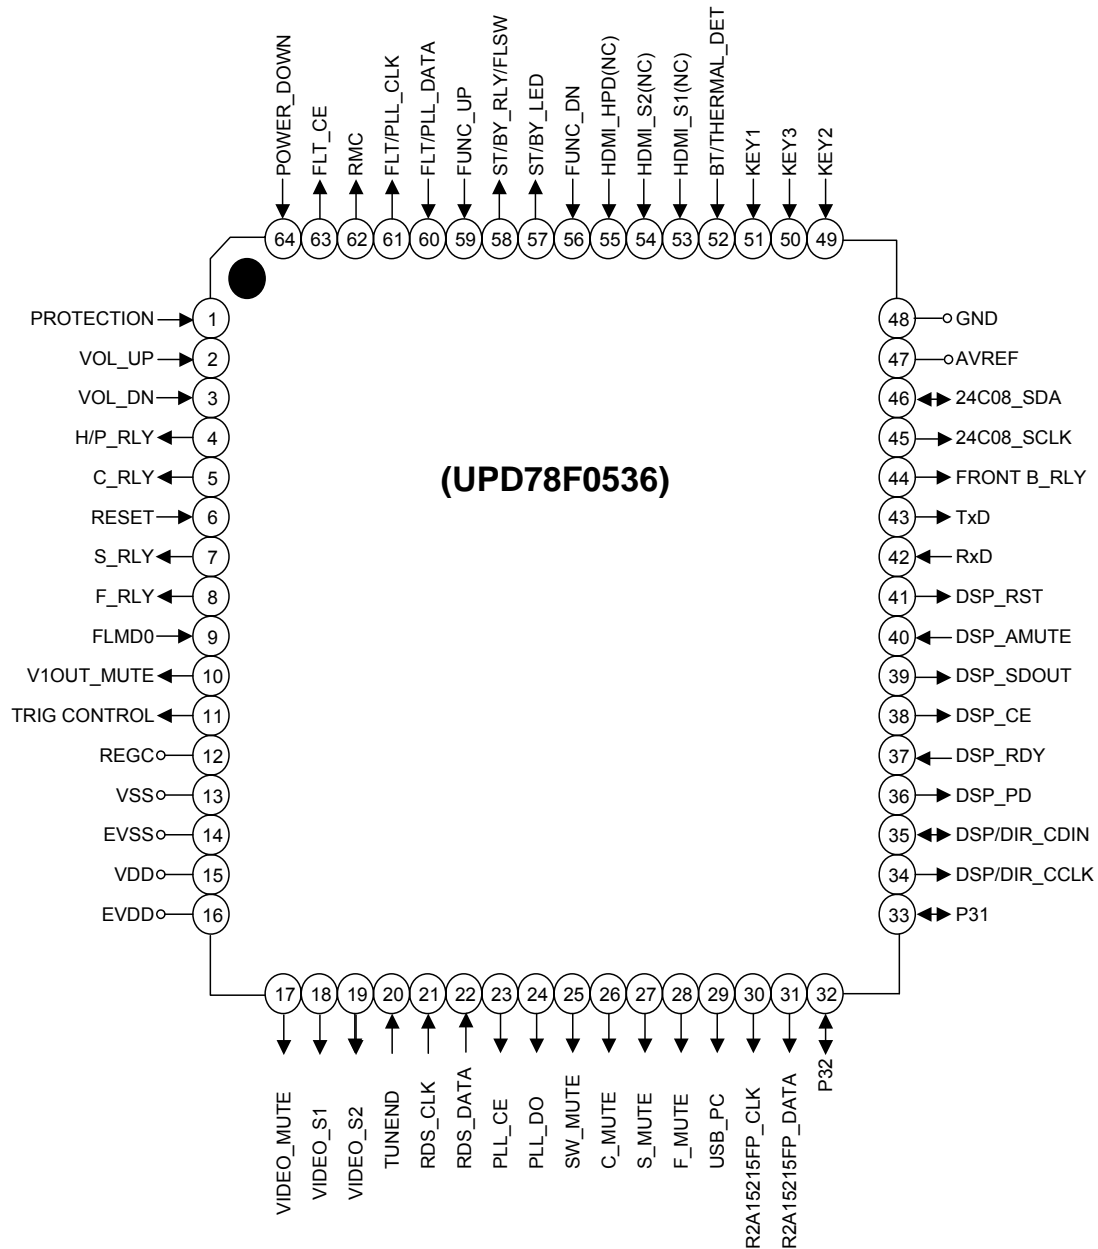 POWER_DOWN
FLT_CE
RMC
FLT/PLL_CLK
FLT/PLL_DATA
FUNC_UP
ST/BY_RLY/FLSW
ST/BY_LED
FUNC_DN
HDMI_HPD(NC)
HDMI_S2(NC)
HDMI_S1(NC)
BT/THERMAL_DET
KEY1
KEY3
KEY2
64 63 62 61 60 59 58 57 56 55 54 53 52 51 50 49
PROTECTION 1
VOL_UP 2
VOL_DN 3
H/P_RLY 4
C_RLY 5
RESET 6
S_RLY 7
F_RLY 8
FLMD0 9
V1OUT_MUTE 10
TRIG CONTROL 11
REGC 12
VSS 13
EVSS 14
VDD 15
EVDD 16
(UPD78F0536)
48 GND
47 AVREF
46 24C08_SDA
45 24C08_SCLK
44 FRONT B_RLY
43 TxD
42 RxD
41 DSP_RST
40 DSP_AMUTE
39 DSP_SDOUT
38 DSP_CE
37 DSP_RDY
36 DSP_PD
35 DSP/DIR_CDIN
34 DSP/DIR_CCLK
33 P31
17 18 19 20 21 22 23 24 25 26 27 28 29 30 31 32
VIDEO_MUTE
VIDEO_S1
VIDEO_S2
TUNEND
RDS_CLK
RDS_DATA
PLL_CE
PLL_DO
SW_MUTE
C_MUTE
S_MUTE
F_MUTE
USB_PC
R2A15215FP_CLK
R2A15215FP_DATA
P32